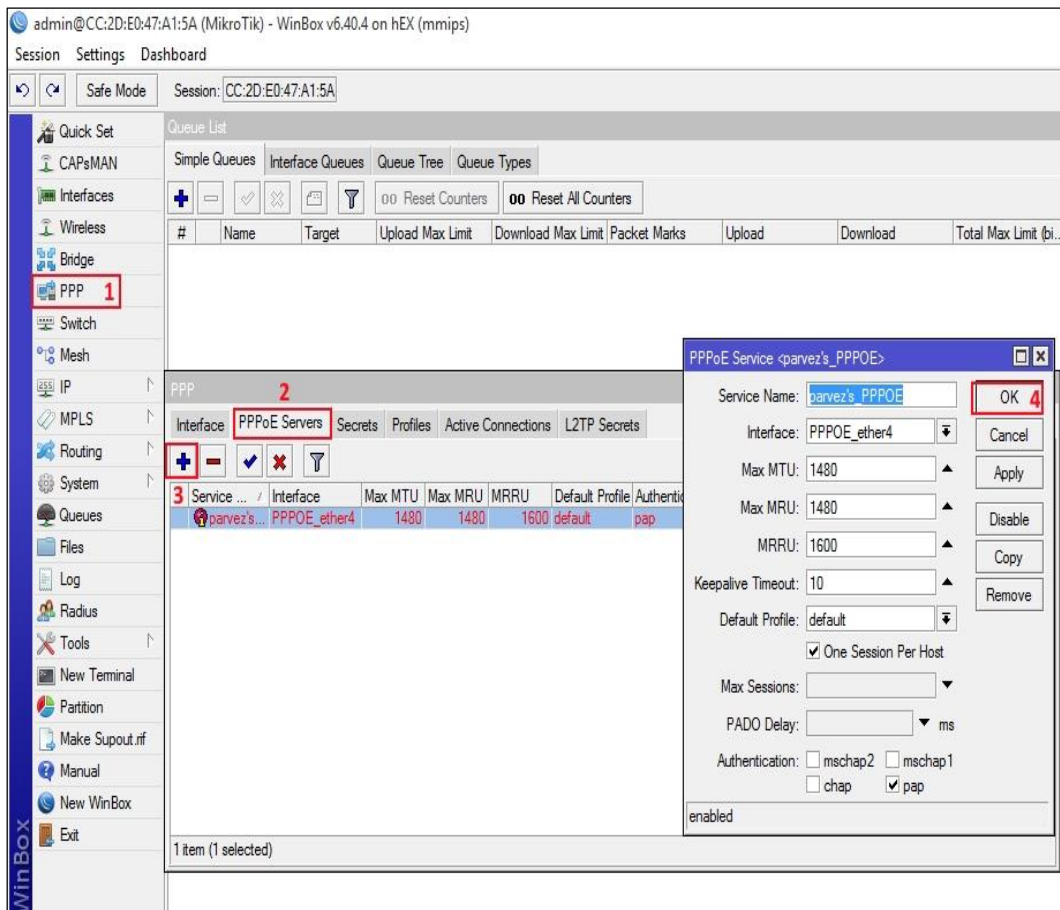 admin@CC:2D:E0:47:A1:5A (MikroTik) - WinBox v6.40.4 on hEX (mmips)
Session Settings Dashboard
Safe Mode Session: CC:2D:E0:47:A1:5A
Quick Set
CAPsMAN
Interfaces
Wireless
Bridge
PPP 1
Switch
Mesh
IP
MPLS
Routing
System
Queues
Files
Log
Radius
Tools
New Terminal
Partition
Make Supout.rif
Manual
New WinBox
Exit
WinBox
Queue List
Simple Queues Interface Queues Queue Tree Queue Types
00 Reset Counters 00 Reset All Counters
# Name Target Upload Max Limit Download Max Limit Packet Marks Upload Download Total Max Limit (bi...
PPP 2
Interface PPPoE Servers Secrets Profiles Active Connections L2TP Secrets
3 Service ... / Interface Max MTU Max MRU MRRU Default Profile Authentic
parvez's... PPPOE_ether4 1480 1480 1600 default pap
1 item (1 selected)
PPPoE Service <parvez's_PPPOE>
Service Name: parvez's_PPPOE
Interface: PPPOE_ether4
Max MTU: 1480
Max MRU: 1480
MRRU: 1600
Keepalive Timeout: 10
Default Profile: default
One Session Per Host
Max Sessions:
PADO Delay: ms
Authentication: mschap2 mschap1
chap pap
enabled
OK 4
Cancel
Apply
Disable
Copy
Remove